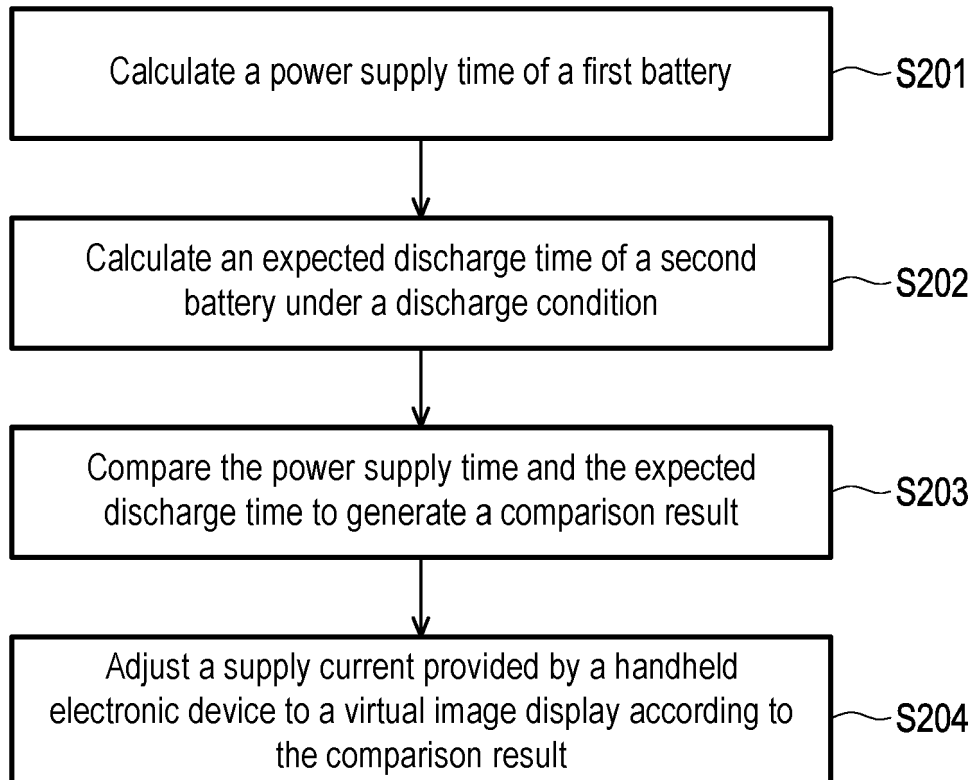 Calculate a power supply time of a first battery
S201
Calculate an expected discharge time of a second
battery under a discharge condition
S202
Compare the power supply time and the expected
discharge time to generate a comparison result
S203
Adjust a supply current provided by a handheld
electronic device to a virtual image display according to
the comparison result
S204